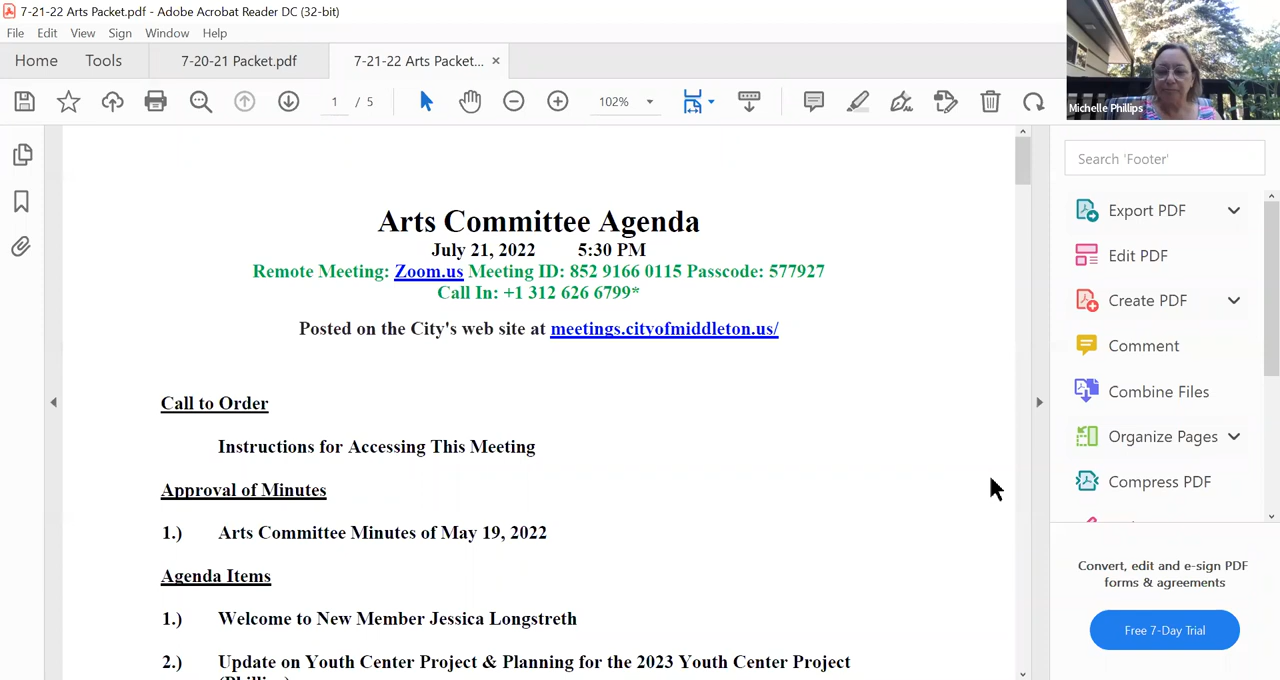 7-21-22 Arts Packet.pdf - Adobe Acrobat Reader DC (32-bit)
File Edit View Sign Window Help
Home Tools 7-20-21 Packet.pdf 7-21-22 Arts Packet... ×
1 / 5 102%
Michelle Phillips
Search 'Footer'
Export PDF
Edit PDF
Create PDF
Comment
Combine Files
Organize Pages
Compress PDF
Convert, edit and e-sign PDF
forms & agreements
Free 7-Day Trial
Arts Committee Agenda
July 21, 2022 5:30 PM
Remote Meeting: Zoom.us Meeting ID: 852 9166 0115 Passcode: 577927
Call In: +1 312 626 6799*
Posted on the City's web site at meetings.cityofmiddleton.us/
Call to Order
Instructions for Accessing This Meeting
Approval of Minutes
1.) Arts Committee Minutes of May 19, 2022
Agenda Items
1.) Welcome to New Member Jessica Longstreth
2.) Update on Youth Center Project & Planning for the 2023 Youth Center Project